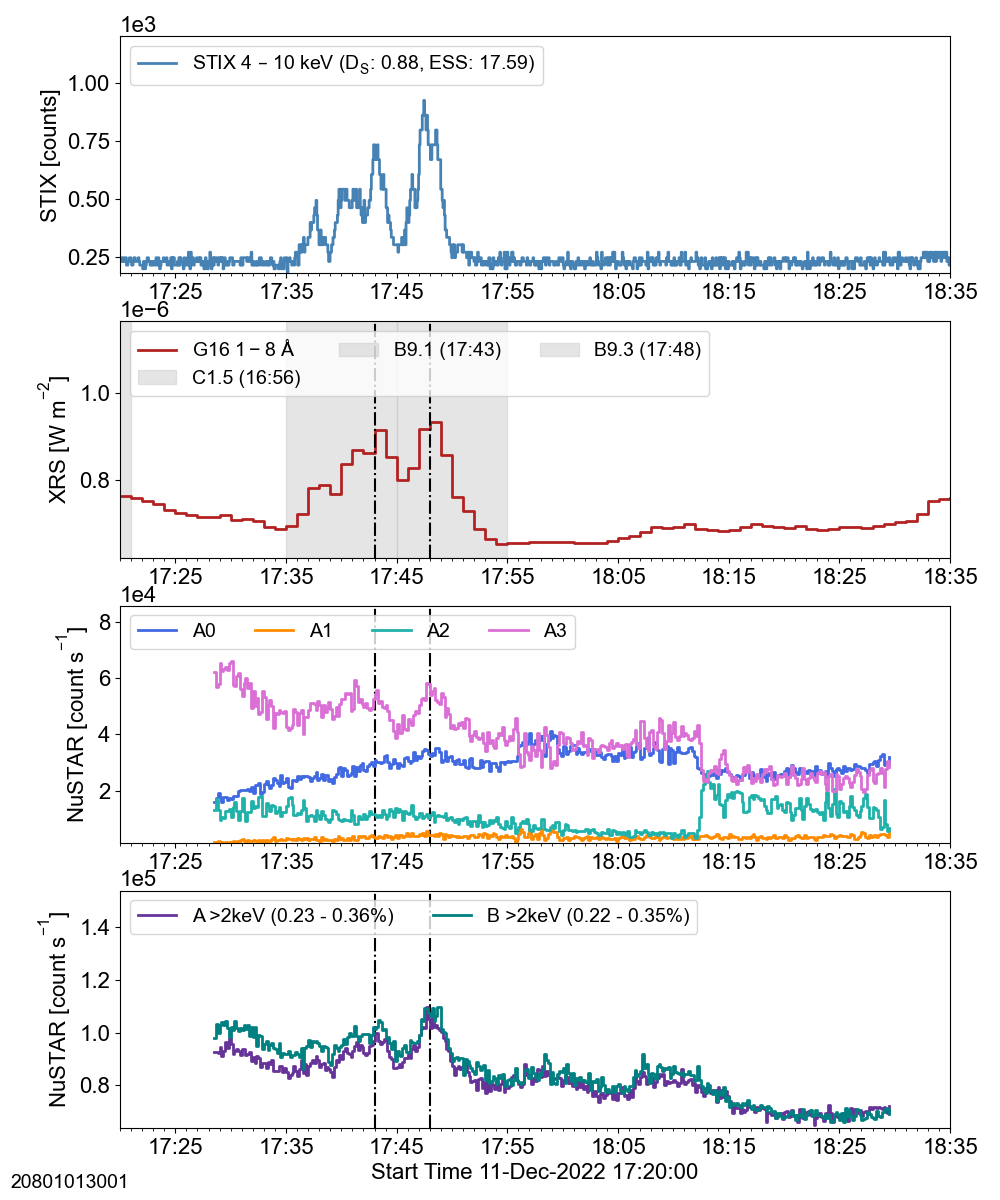 1e3
STIX 4 – 10 keV (D_S: 0.88, ESS: 17.59)
STIX [counts]
1.00
0.75
0.50
0.25
17:25 17:35 17:45 17:55 18:05 18:15 18:25 18:35
1e−6
G16 1 – 8 Å B9.1 (17:43) B9.3 (17:48)
C1.5 (16:56)
XRS [W m⁻²]
1.0
0.8
17:25 17:35 17:45 17:55 18:05 18:15 18:25 18:35
1e4
A0 A1 A2 A3
NuSTAR [count s⁻¹]
8
6
4
2
17:25 17:35 17:45 17:55 18:05 18:15 18:25 18:35
1e5
A >2keV (0.23 - 0.36%) B >2keV (0.22 - 0.35%)
NuSTAR [count s⁻¹]
1.4
1.2
1.0
0.8
17:25 17:35 17:45 17:55 18:05 18:15 18:25 18:35
Start Time 11-Dec-2022 17:20:00
20801013001